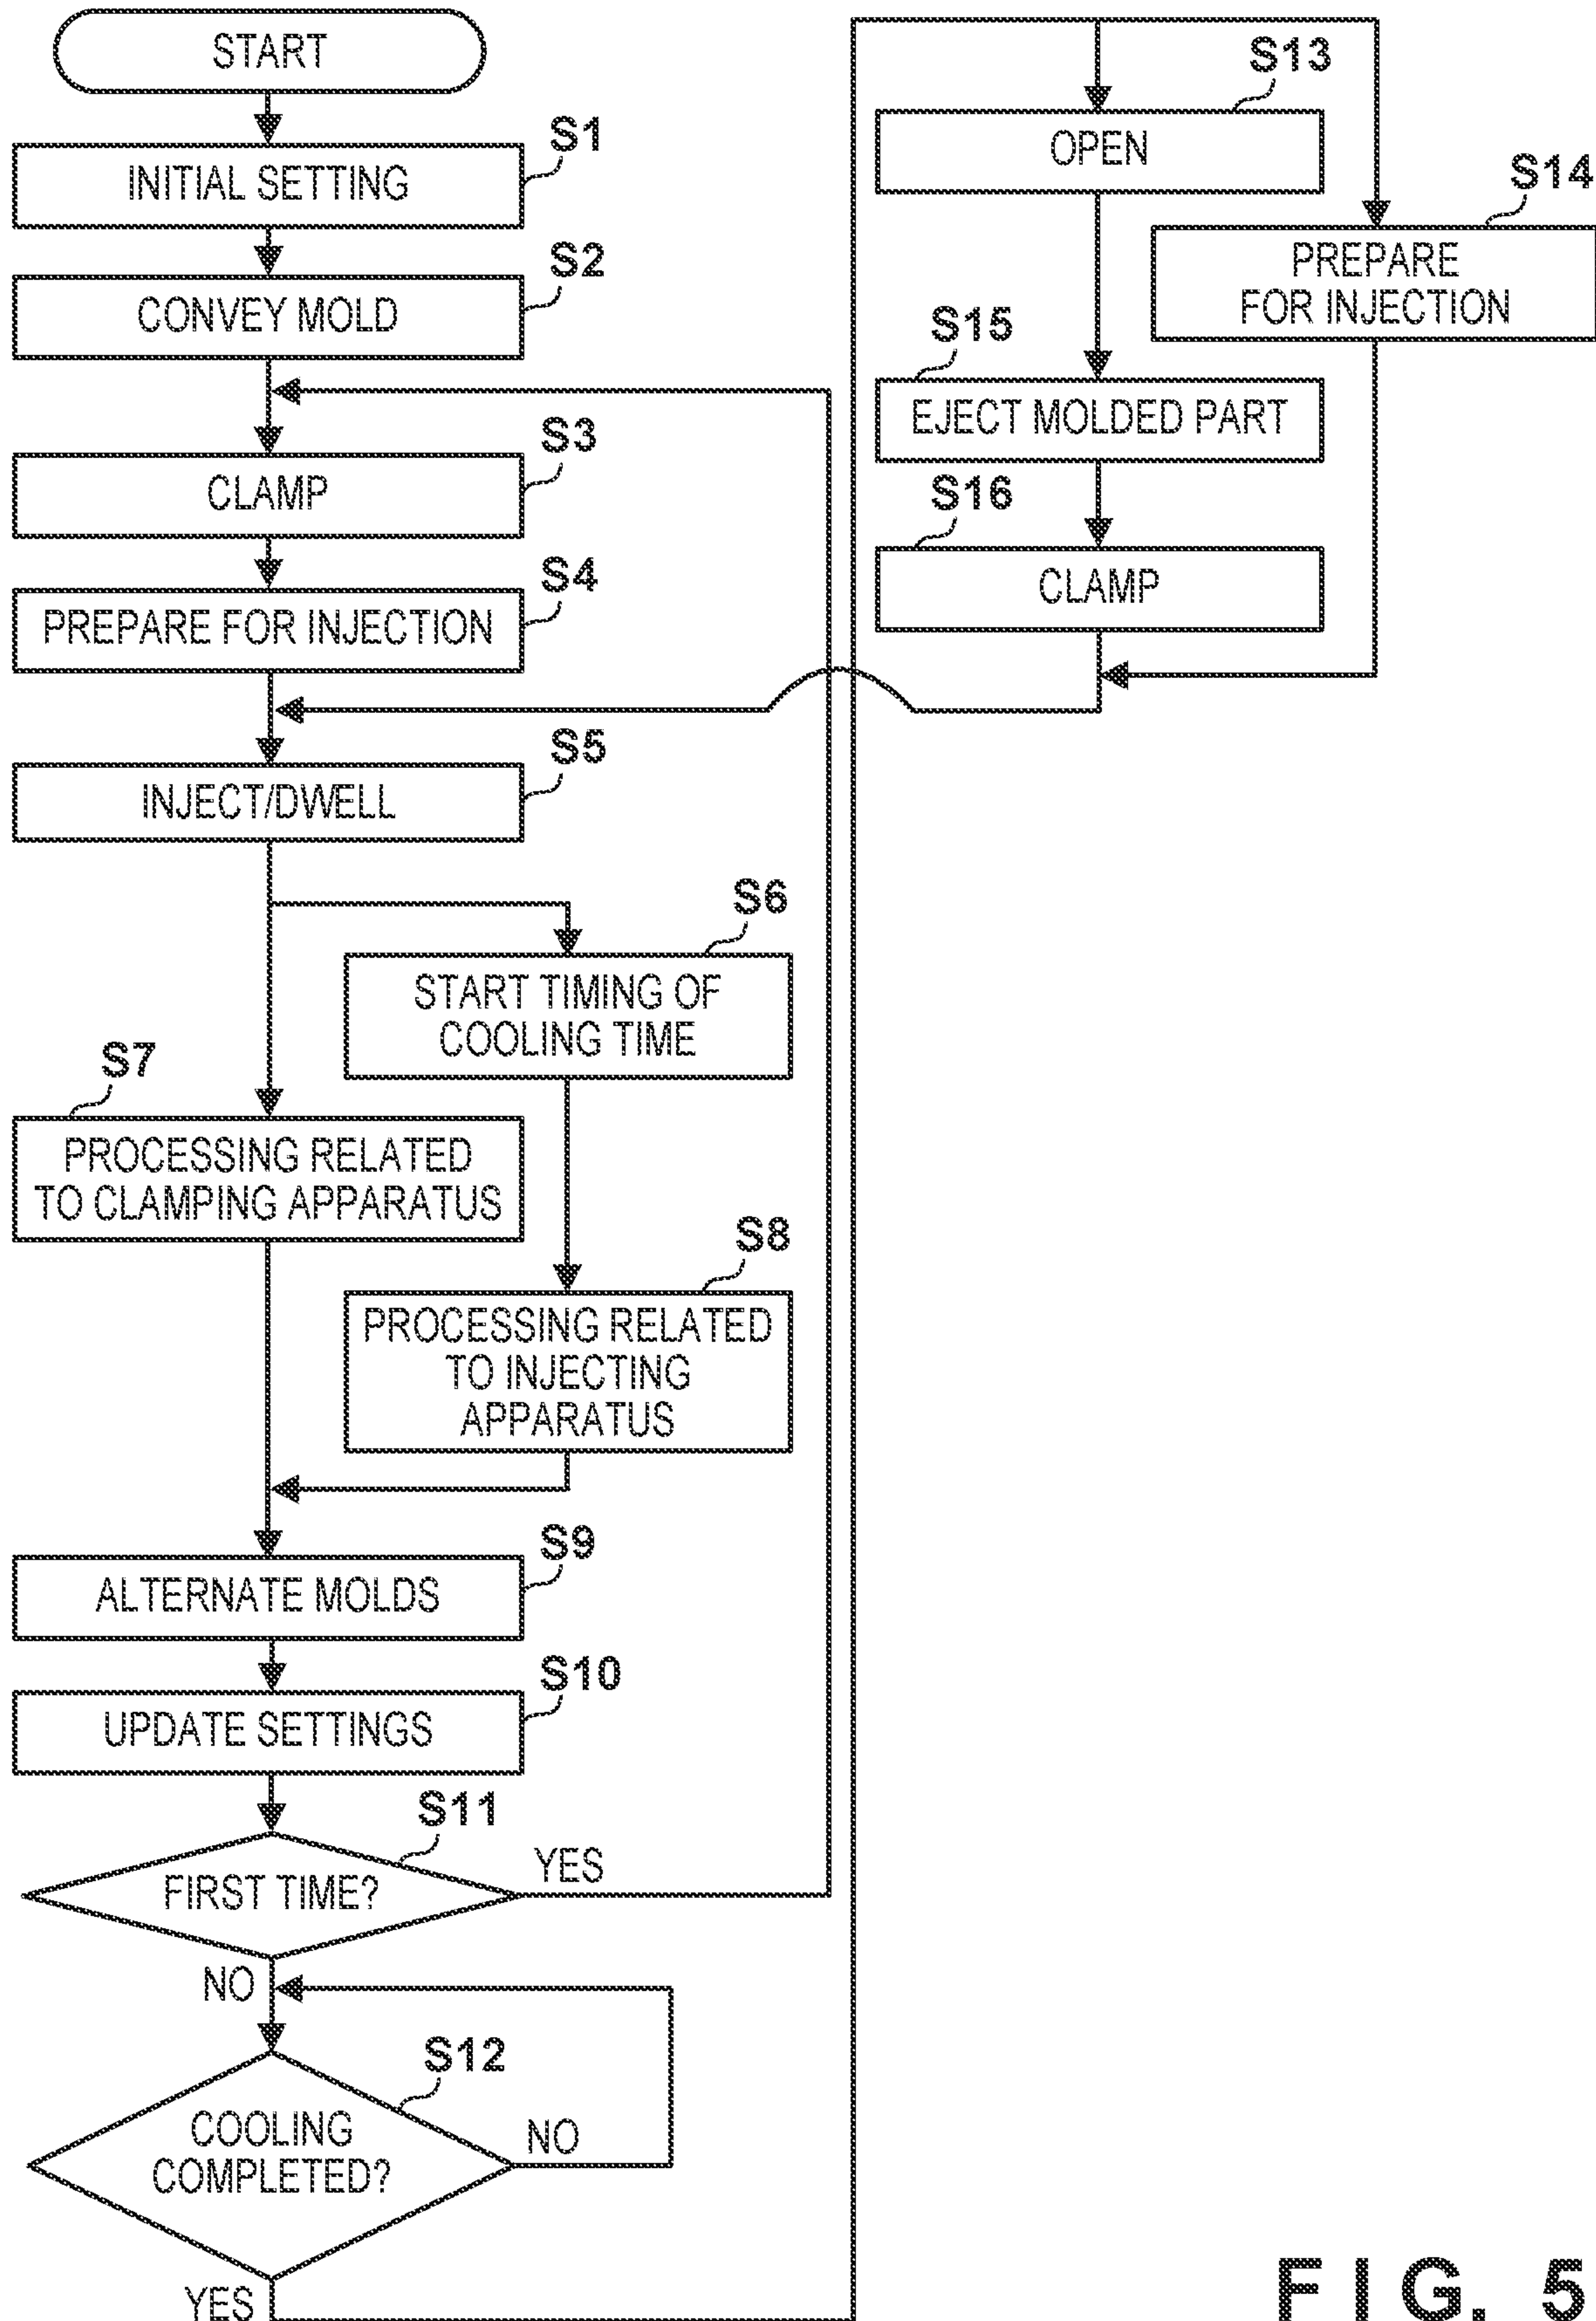 START
S1
INITIAL SETTING
S2
CONVEY MOLD
S3
CLAMP
S4
PREPARE FOR INJECTION
S5
INJECT/DWELL
S6
START TIMING OF
COOLING TIME
S7
PROCESSING RELATED
TO CLAMPING APPARATUS
S8
PROCESSING RELATED
TO INJECTING
APPARATUS
S9
ALTERNATE MOLDS
S10
UPDATE SETTINGS
S11
FIRST TIME?
YES
NO
S12
COOLING
COMPLETED?
NO
YES
S13
OPEN
S14
PREPARE
FOR INJECTION
S15
EJECT MOLDED PART
S16
CLAMP
FIG. 5